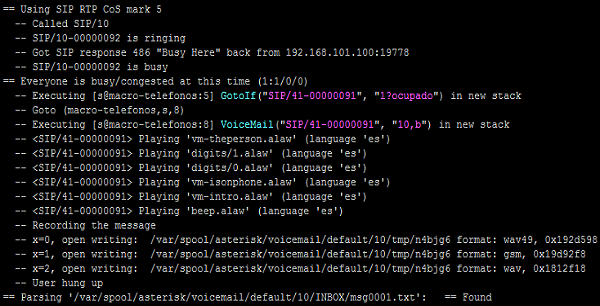 == Using SIP RTP CoS mark 5
-- Called SIP/10
-- SIP/10-00000092 is ringing
-- Got SIP response 486 "Busy Here" back from 192.168.101.100:19778
-- SIP/10-00000092 is busy
== Everyone is busy/congested at this time (1:1/0/0)
-- Executing [s@macro-telefonos:5] GotoIf("SIP/41-00000091", "1?ocupado") in new stack
-- Goto (macro-telefonos,s,8)
-- Executing [s@macro-telefonos:8] VoiceMail("SIP/41-00000091", "10,b") in new stack
-- <SIP/41-00000091> Playing 'vm-theperson.alaw' (language 'es')
-- <SIP/41-00000091> Playing 'digits/1.alaw' (language 'es')
-- <SIP/41-00000091> Playing 'digits/0.alaw' (language 'es')
-- <SIP/41-00000091> Playing 'vm-isonphone.alaw' (language 'es')
-- <SIP/41-00000091> Playing 'vm-intro.alaw' (language 'es')
-- <SIP/41-00000091> Playing 'beep.alaw' (language 'es')
-- Recording the message
-- x=0, open writing:  /var/spool/asterisk/voicemail/default/10/tmp/n4bjg6 format: wav49, 0x192d598
-- x=1, open writing:  /var/spool/asterisk/voicemail/default/10/tmp/n4bjg6 format: gsm, 0x19d92f8
-- x=2, open writing:  /var/spool/asterisk/voicemail/default/10/tmp/n4bjg6 format: wav, 0x1812f18
-- User hung up
== Parsing '/var/spool/asterisk/voicemail/default/10/INBOX/msg0001.txt':   == Found